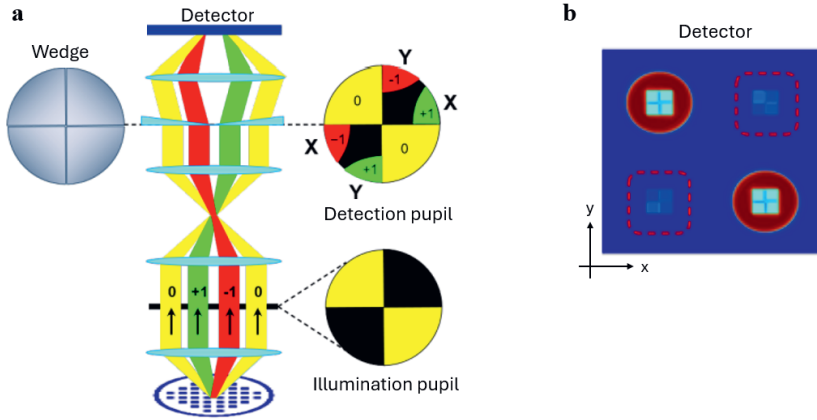 a
Detector
Wedge
0
-1
Y
X
+1
X
-1
0
+1
Y
Detection pupil
0
+1
-1
0
Illumination pupil
b
Detector
y
x